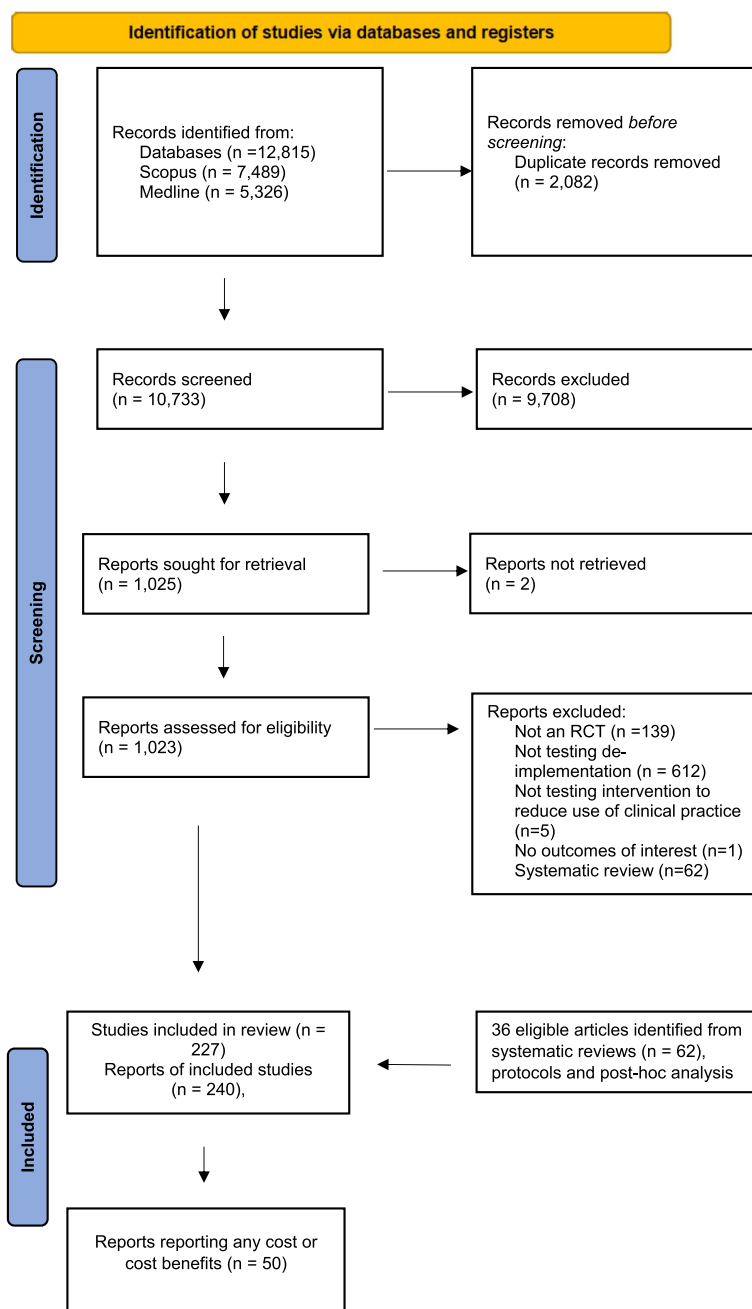 Identification of studies via databases and registers
Identification
Records identified from:
Databases (n =12,815)
Scopus (n = 7,489)
Medline (n = 5,326)
Records removed before
screening:
Duplicate records removed
(n = 2,082)
Screening
Records screened
(n = 10,733)
Records excluded
(n = 9,708)
Reports sought for retrieval
(n = 1,025)
Reports not retrieved
(n = 2)
Reports assessed for eligibility
(n = 1,023)
Reports excluded:
Not an RCT (n =139)
Not testing de-
implementation (n = 612)
Not testing intervention to
reduce use of clinical practice
(n=5)
No outcomes of interest (n=1)
Systematic review (n=62)
Included
Studies included in review (n =
227)
Reports of included studies
(n = 240),
36 eligible articles identified from
systematic reviews (n = 62),
protocols and post-hoc analysis
Reports reporting any cost or
cost benefits (n = 50)